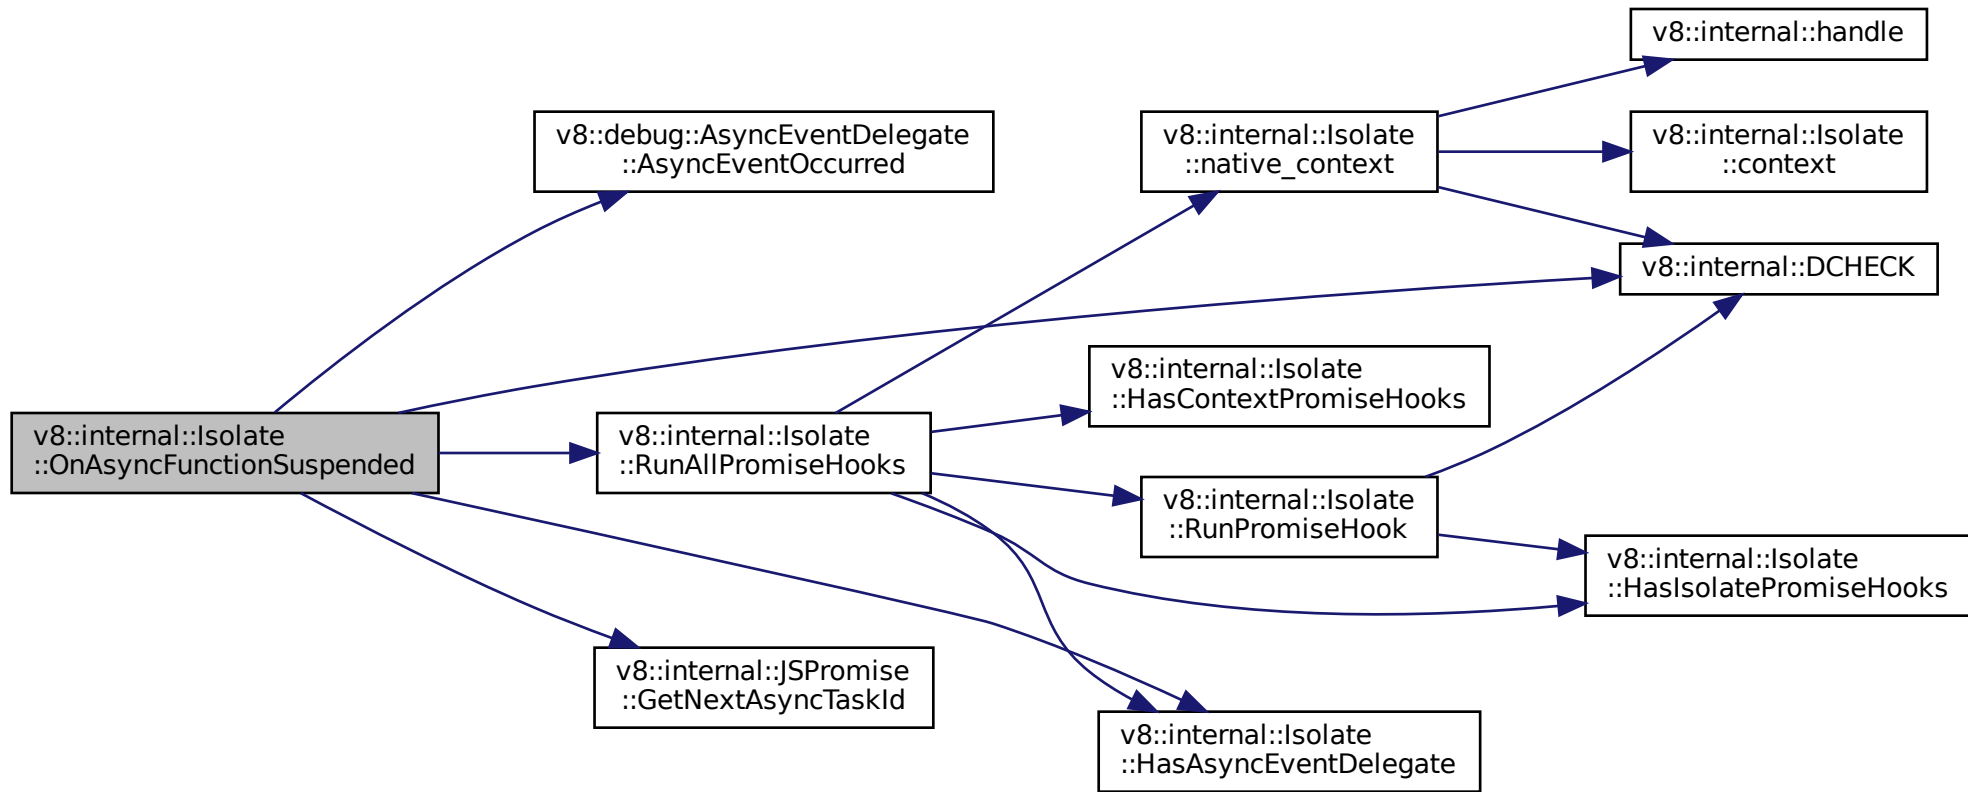 v8::internal::Isolate
::OnAsyncFunctionSuspended
v8::debug::AsyncEventDelegate
::AsyncEventOccurred
v8::internal::Isolate
::RunAllPromiseHooks
v8::internal::JSPromise
::GetNextAsyncTaskId
v8::internal::Isolate
::native_context
v8::internal::Isolate
::HasContextPromiseHooks
v8::internal::Isolate
::RunPromiseHook
v8::internal::Isolate
::HasAsyncEventDelegate
v8::internal::handle
v8::internal::Isolate
::context
v8::internal::DCHECK
v8::internal::Isolate
::HasIsolatePromiseHooks